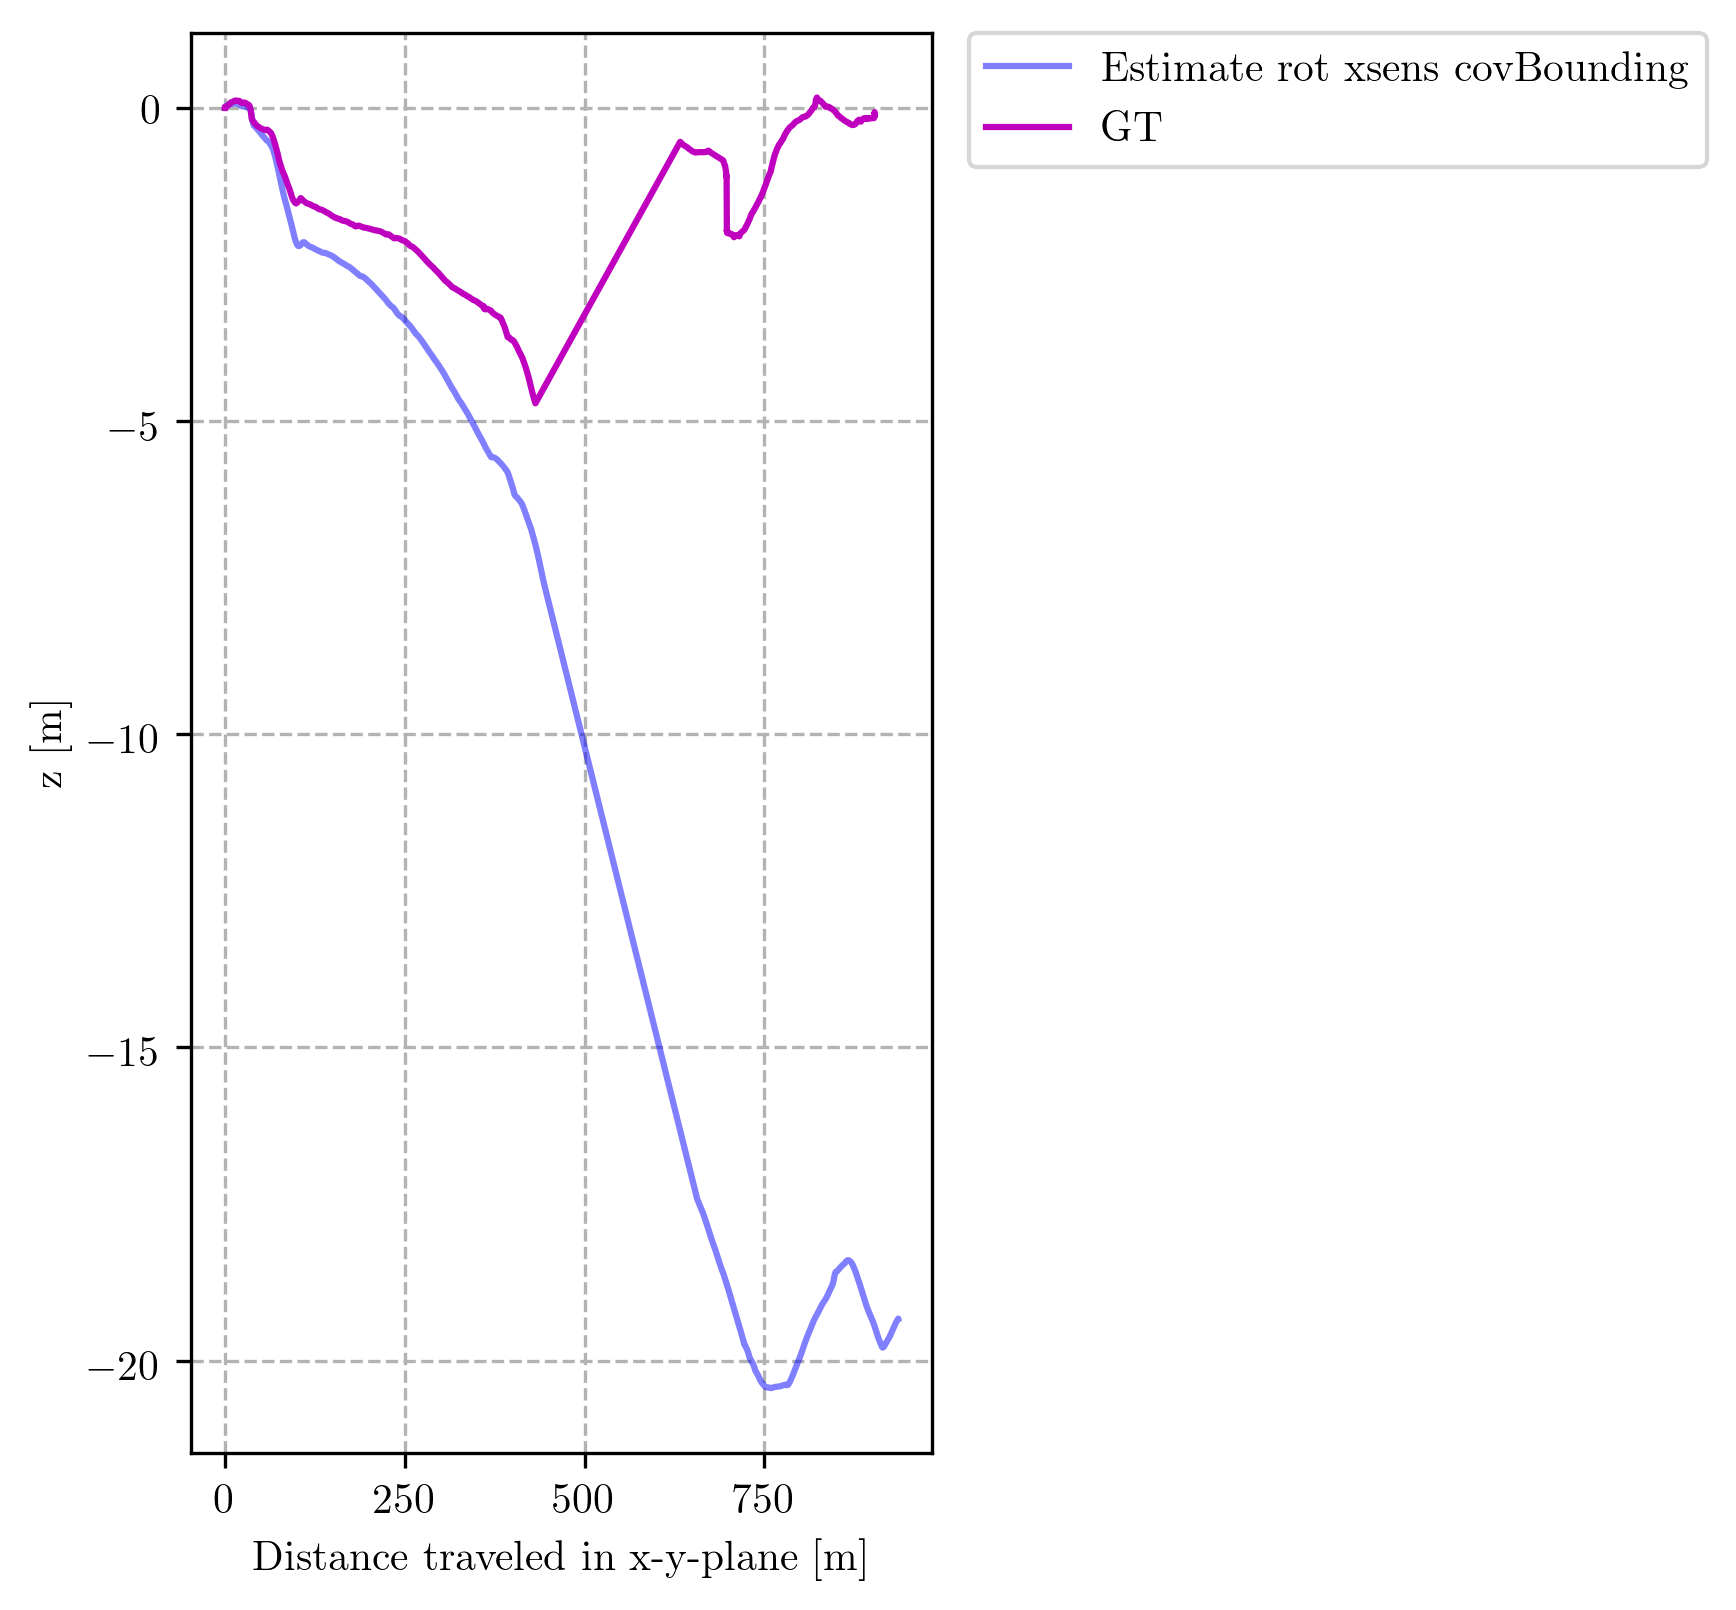 Estimate rot xsens covBounding
GT
0
−5
−10
−15
−20
z [m]
0 250 500 750
Distance traveled in x-y-plane [m]